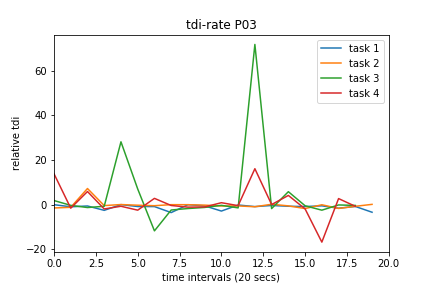 tdi-rate P03
task 1
task 2
task 3
task 4
relative tdi
60
40
20
0
−20
0.0 2.5 5.0 7.5 10.0 12.5 15.0 17.5 20.0
time intervals (20 secs)